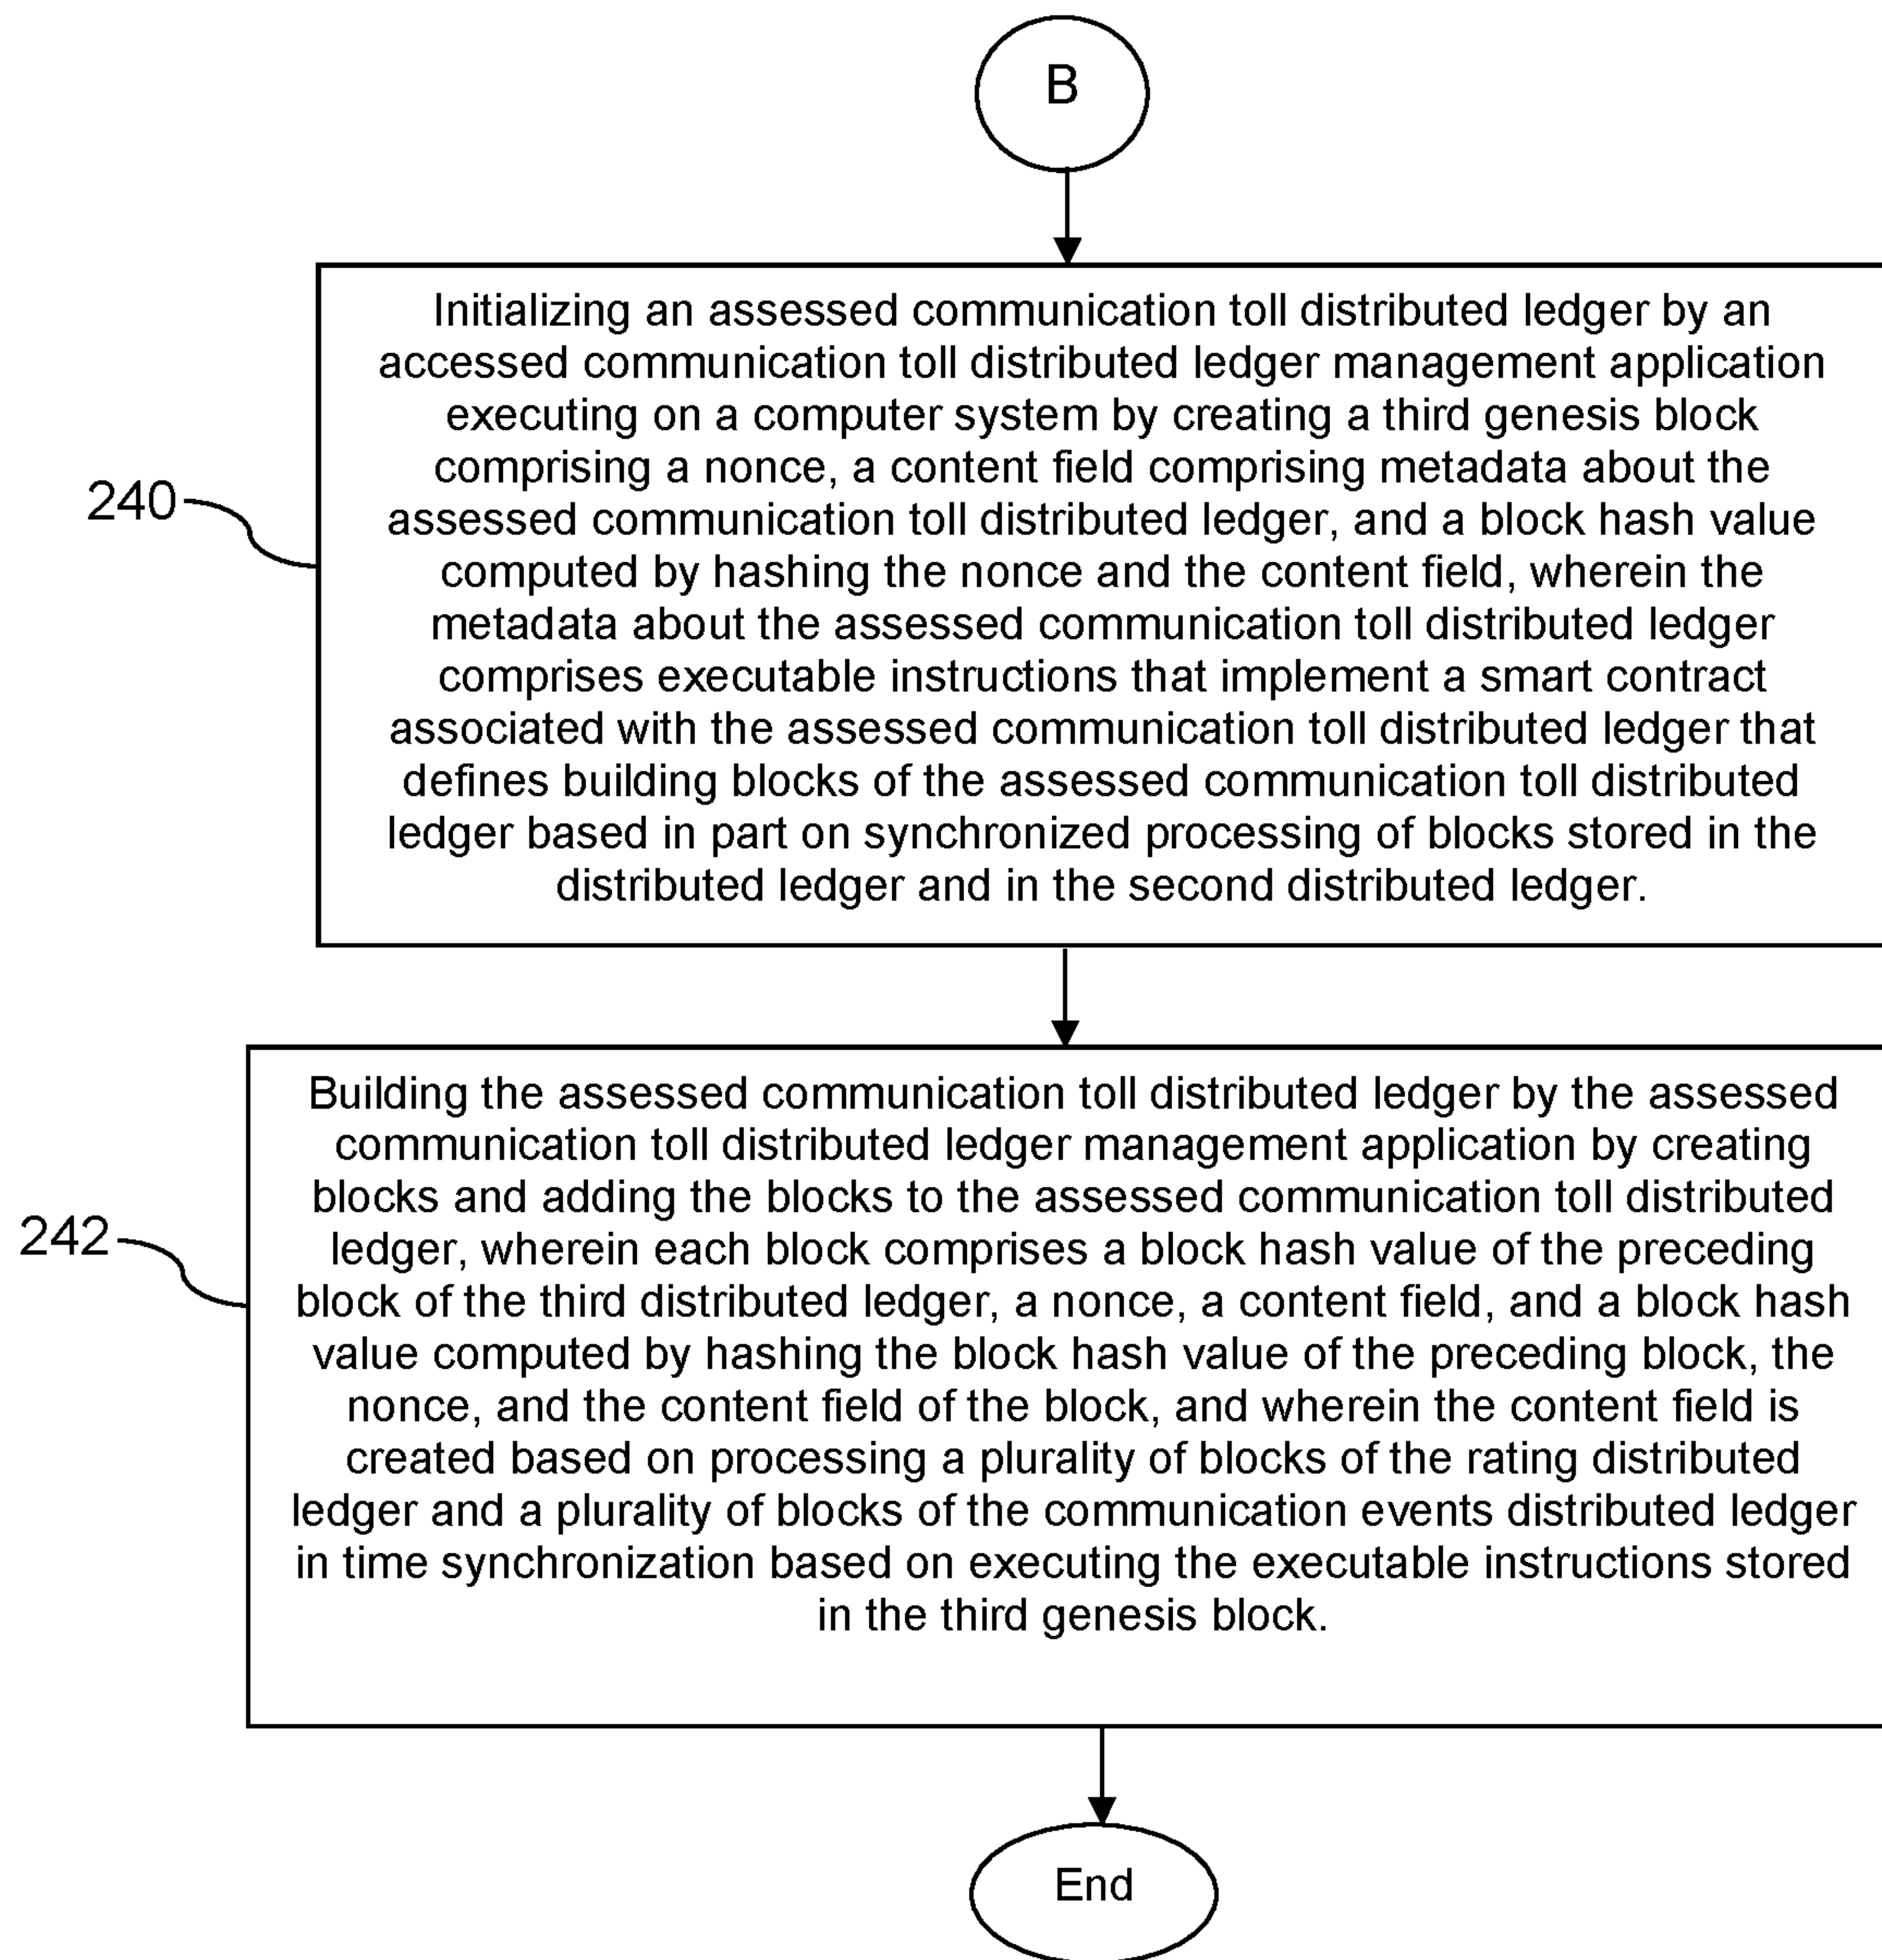 B
Initializing an assessed communication toll distributed ledger by an
accessed communication toll distributed ledger management application
executing on a computer system by creating a third genesis block
comprising a nonce, a content field comprising metadata about the
assessed communication toll distributed ledger, and a block hash value
computed by hashing the nonce and the content field, wherein the
metadata about the assessed communication toll distributed ledger
comprises executable instructions that implement a smart contract
associated with the assessed communication toll distributed ledger that
defines building blocks of the assessed communication toll distributed
ledger based in part on synchronized processing of blocks stored in the
distributed ledger and in the second distributed ledger.
240
Building the assessed communication toll distributed ledger by the assessed
communication toll distributed ledger management application by creating
blocks and adding the blocks to the assessed communication toll distributed
ledger, wherein each block comprises a block hash value of the preceding
block of the third distributed ledger, a nonce, a content field, and a block hash
value computed by hashing the block hash value of the preceding block, the
nonce, and the content field of the block, and wherein the content field is
created based on processing a plurality of blocks of the rating distributed
ledger and a plurality of blocks of the communication events distributed ledger
in time synchronization based on executing the executable instructions stored
in the third genesis block.
242
End